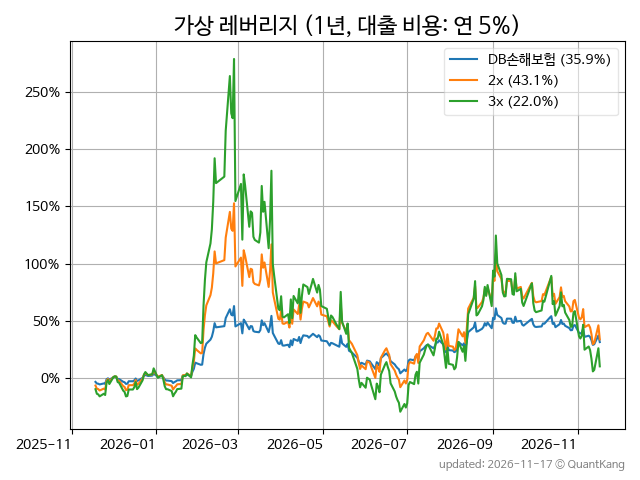 가상 레버리지 (1년, 대출 비용: 연 5%)
DB손해보험 (35.9%)
2x (43.1%)
3x (22.0%)
250%
200%
150%
100%
50%
0%
2025-11 2026-01 2026-03 2026-05 2026-07 2026-09 2026-11
updated: 2026-11-17 © QuantKang